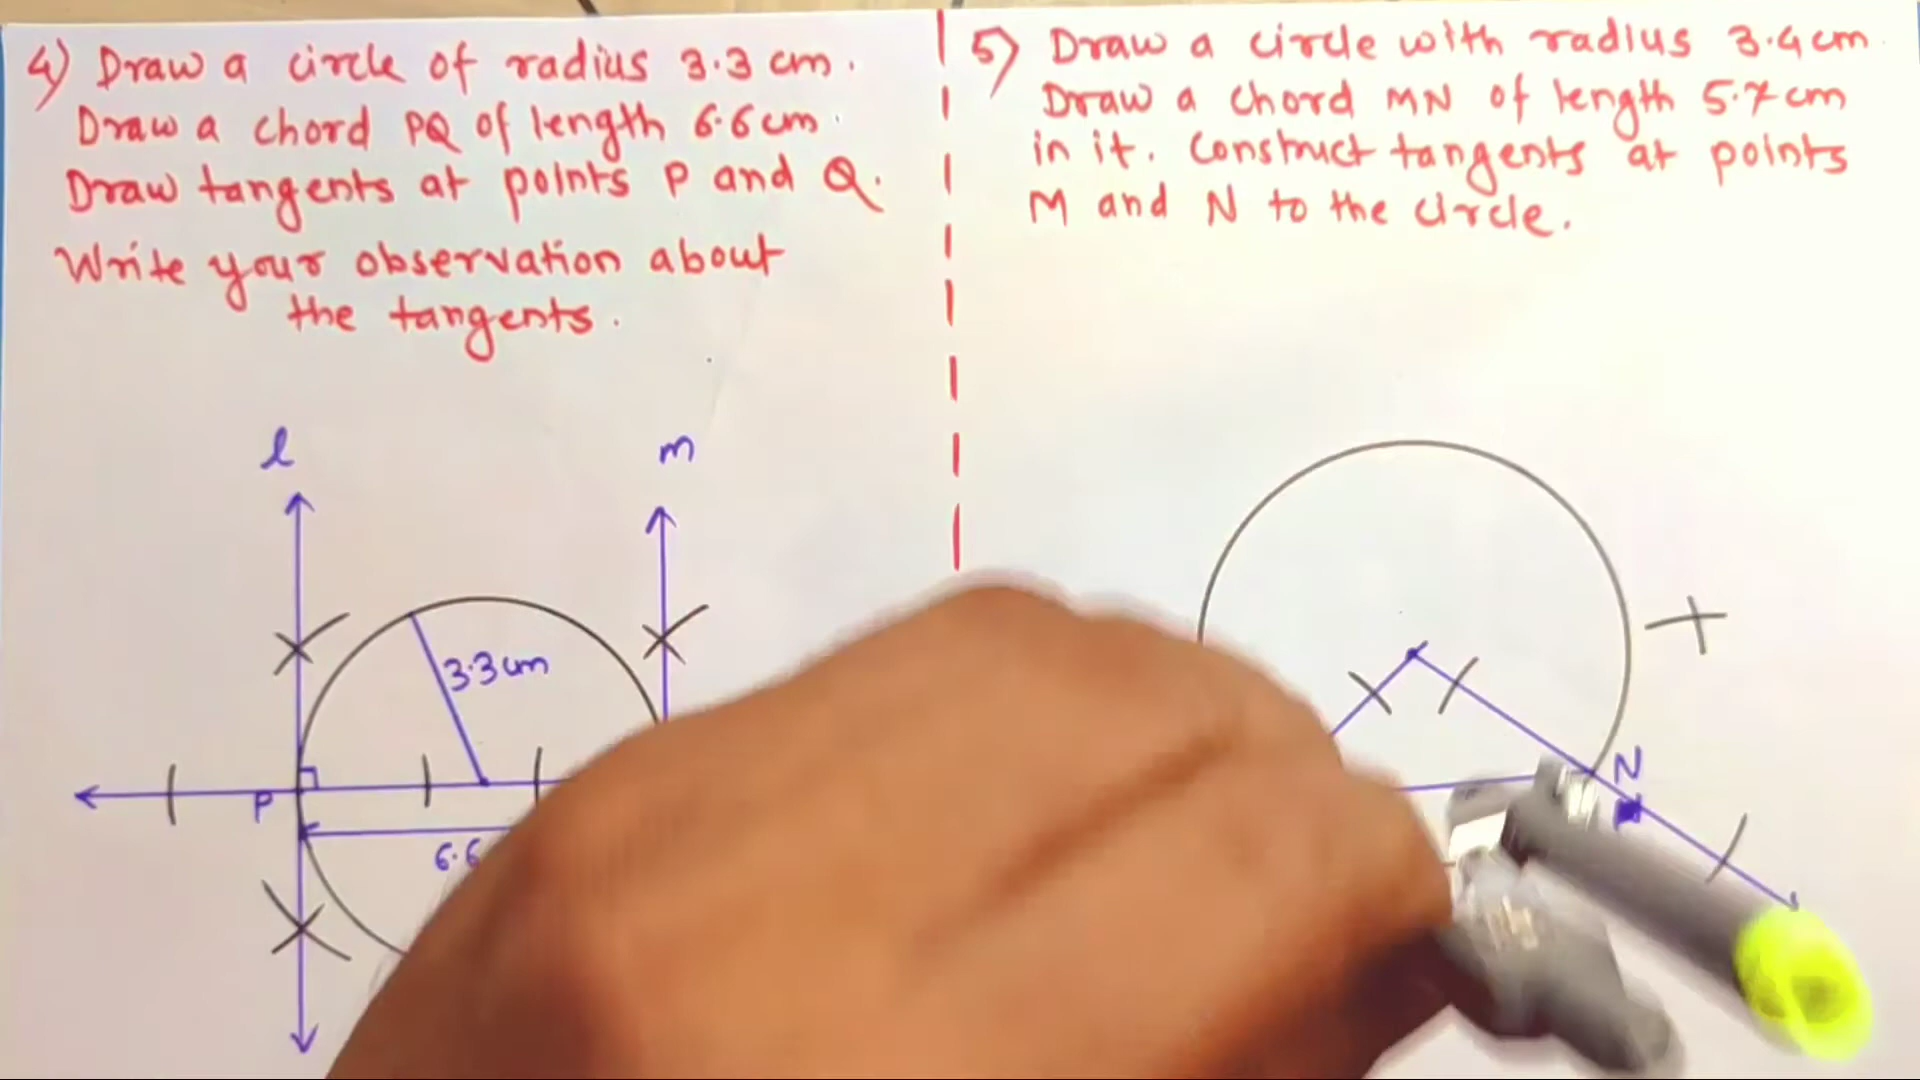 4) Draw a circle of radius 3.3 cm.
Draw a chord PQ of length 6.6 cm.
Draw tangents at points P and Q.
Write your observation about
the tangents.
l
m
3.3 cm
P
6.6
5) Draw a circle with radius 3.4 cm.
Draw a chord MN of length 5.7 cm
in it. Construct tangents at points
M and N to the circle.
N